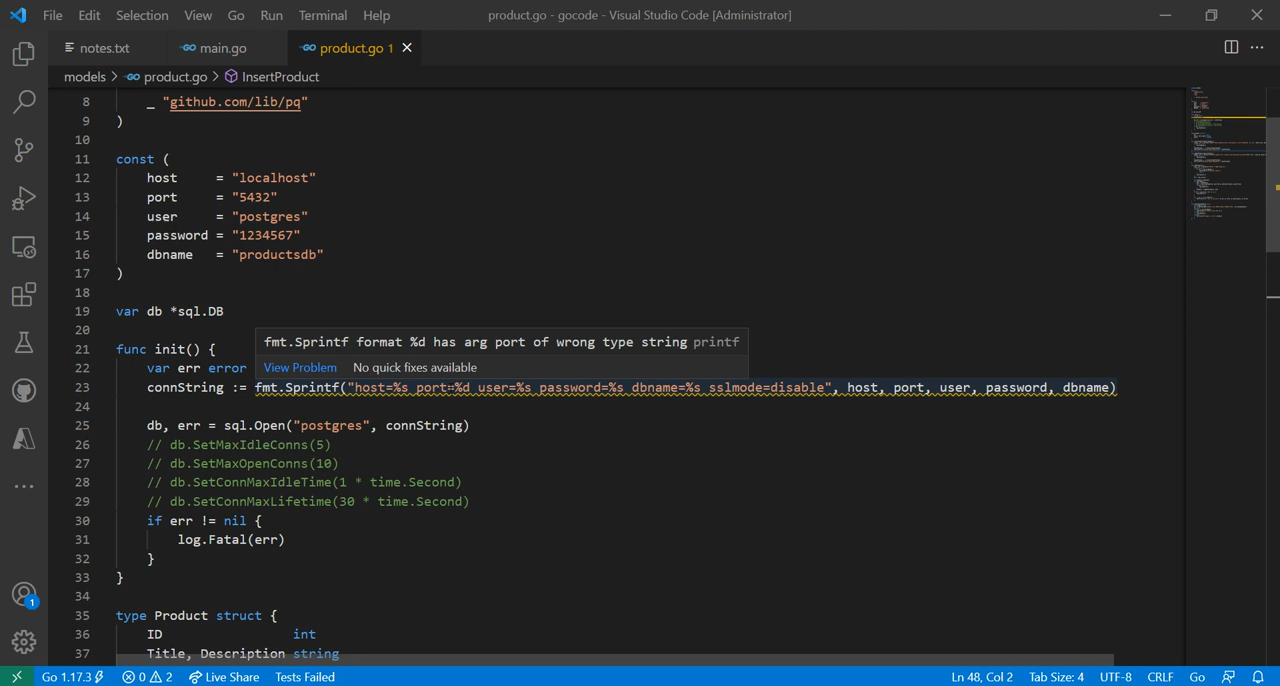 File Edit Selection View Go Run Terminal Help product.go - gocode - Visual Studio Code [Administrator]
notes.txt main.go product.go 1
models > product.go > InsertProduct
8 _ "github.com/lib/pq"
9 )
10
11 const (
12 host = "localhost"
13 port = "5432"
14 user = "postgres"
15 password = "1234567"
16 dbname = "productsdb"
17 )
18
19 var db *sql.DB
20
21 func init() {
fmt.Sprintf format %d has arg port of wrong type string printf
22 var err error
View Problem No quick fixes available
23 connString := fmt.Sprintf("host=%s port=%d user=%s password=%s dbname=%s sslmode=disable", host, port, user, password, dbname)
24
25 db, err = sql.Open("postgres", connString)
26 // db.SetMaxIdleConns(5)
27 // db.SetMaxOpenConns(10)
28 // db.SetConnMaxIdleTime(1 * time.Second)
29 // db.SetConnMaxLifetime(30 * time.Second)
30 if err != nil {
31 log.Fatal(err)
32 }
33 }
34
35 type Product struct {
36 ID int
37 Title, Description string
1
Go 1.17.3 0 2 Live Share Tests Failed Ln 48, Col 2 Tab Size: 4 UTF-8 CRLF Go